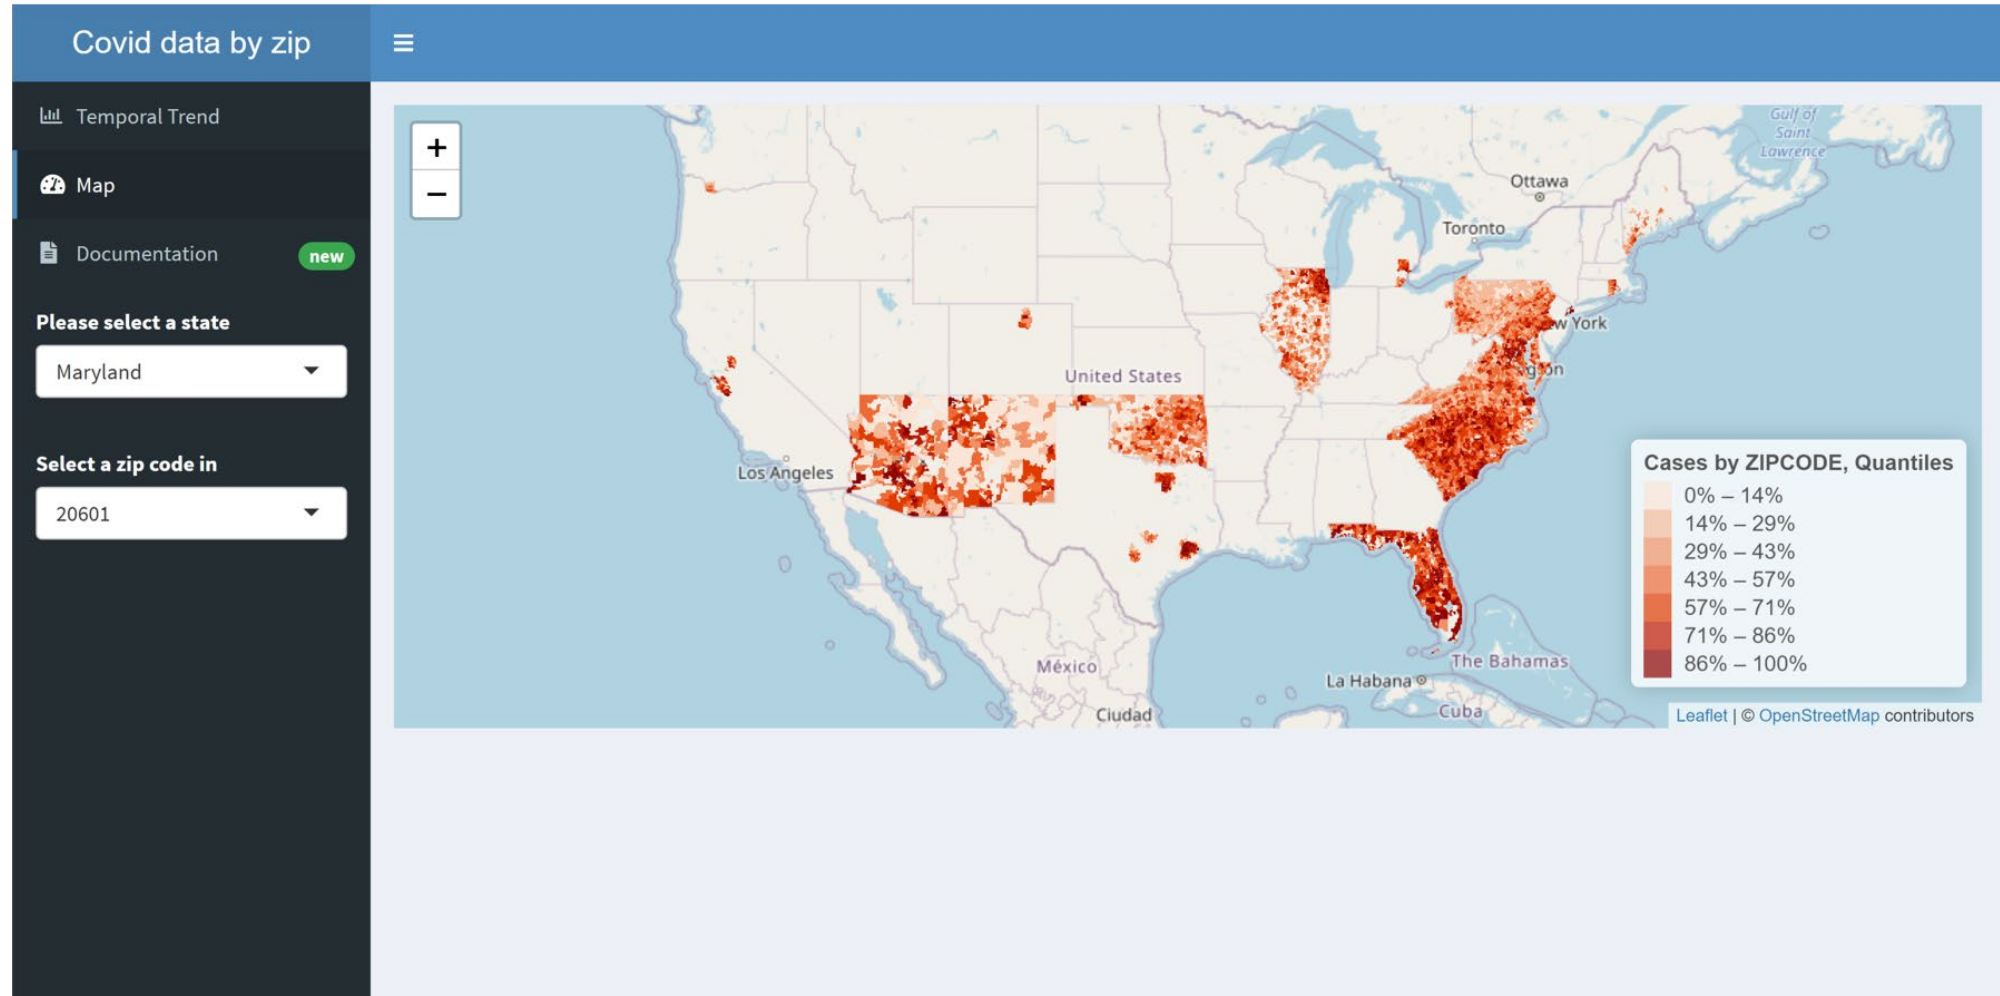 Covid data by zip
Temporal Trend
Map
Documentation
new
Please select a state
Maryland
Select a zip code in
20601
+
−
Gulf of
Saint
Lawrence
Ottawa
Toronto
w York
United States
Los Angeles
México
La Habana
The Bahamas
Cuba
Ciudad
Cases by ZIPCODE, Quantiles
0% – 14%
14% – 29%
29% – 43%
43% – 57%
57% – 71%
71% – 86%
86% – 100%
Leaflet | © OpenStreetMap contributors